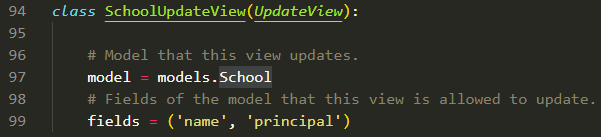 94 class SchoolUpdateView(UpdateView):
95
96     # Model that this view updates.
97     model = models.School
98     # Fields of the model that this view is allowed to update.
99     fields = ('name', 'principal')